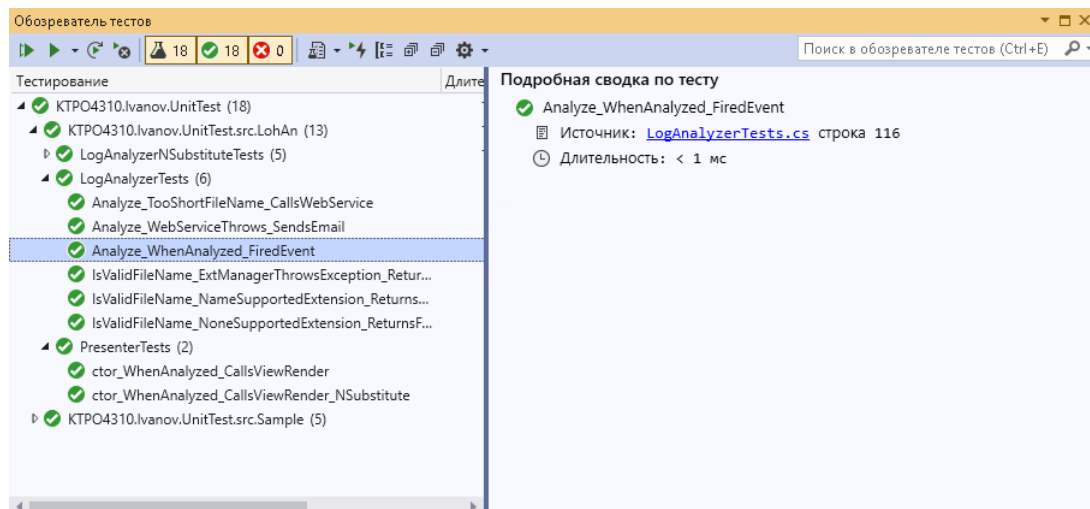 Обозреватель тестов
18 18 0
Поиск в обозревателе тестов (Ctrl+E)
Тестирование Длите
KTPO4310.Ivanov.UnitTest (18)
KTPO4310.Ivanov.UnitTest.src.LohAn (13)
LogAnalyzerNSubstituteTests (5)
LogAnalyzerTests (6)
Analyze_TooShortFileName_CallsWebService
Analyze_WebServiceThrows_SendsEmail
Analyze_WhenAnalyzed_FiredEvent
IsValidFileName_ExtManagerThrowsException_Retur...
IsValidFileName_NameSupportedExtension_Returns...
IsValidFileName_NoneSupportedExtension_ReturnsF...
PresenterTests (2)
ctor_WhenAnalyzed_CallsViewRender
ctor_WhenAnalyzed_CallsViewRender_NSubstitute
KTPO4310.Ivanov.UnitTest.src.Sample (5)
Подробная сводка по тесту
Analyze_WhenAnalyzed_FiredEvent
Источник: LogAnalyzerTests.cs строка 116
Длительность: < 1 мс